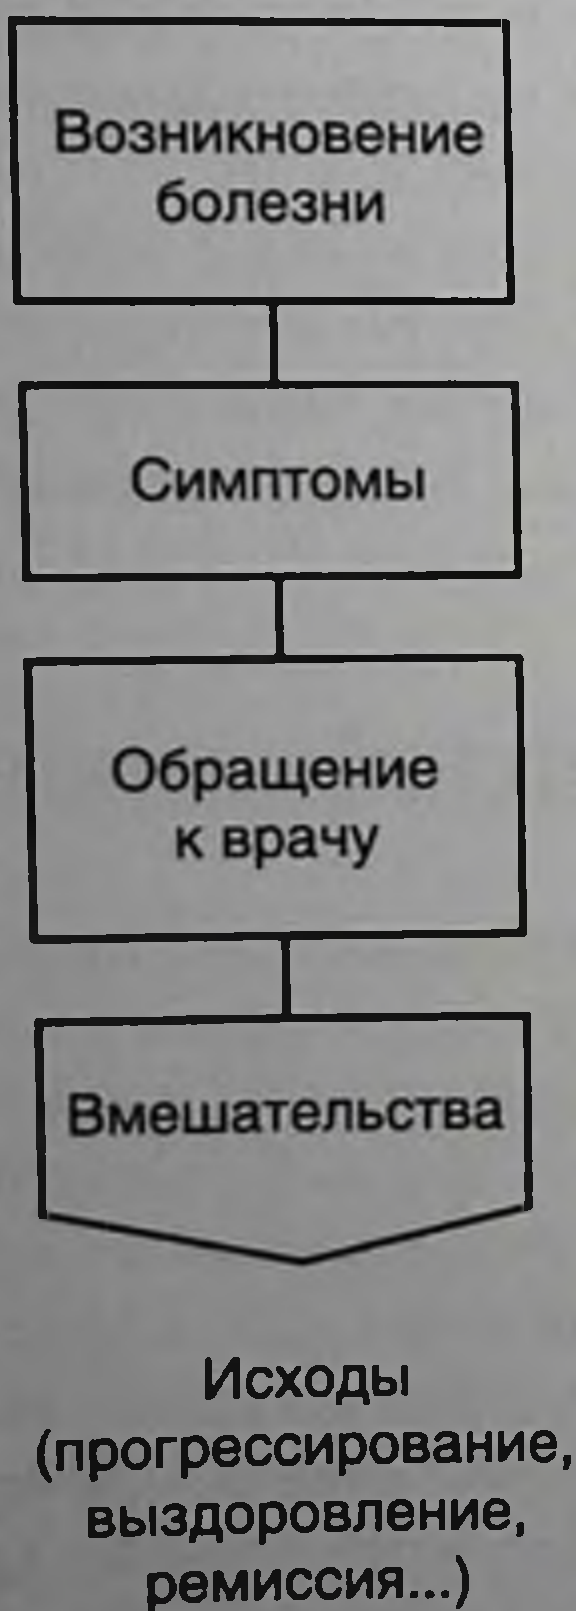 Возникновение
болезни
Симптомы
Обращение
к врачу
Вмешательства
Исходы
(прогрессирование,
выздоровление,
ремиссия...)